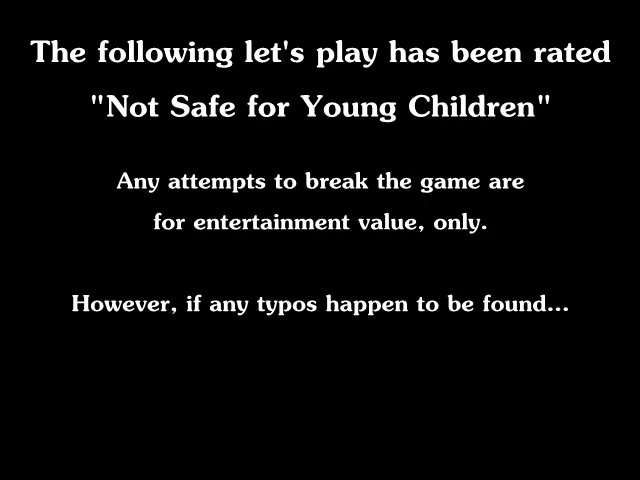 The following let's play has been rated
"Not Safe for Young Children"
Any attempts to break the game are
for entertainment value, only.
However, if any typos happen to be found...